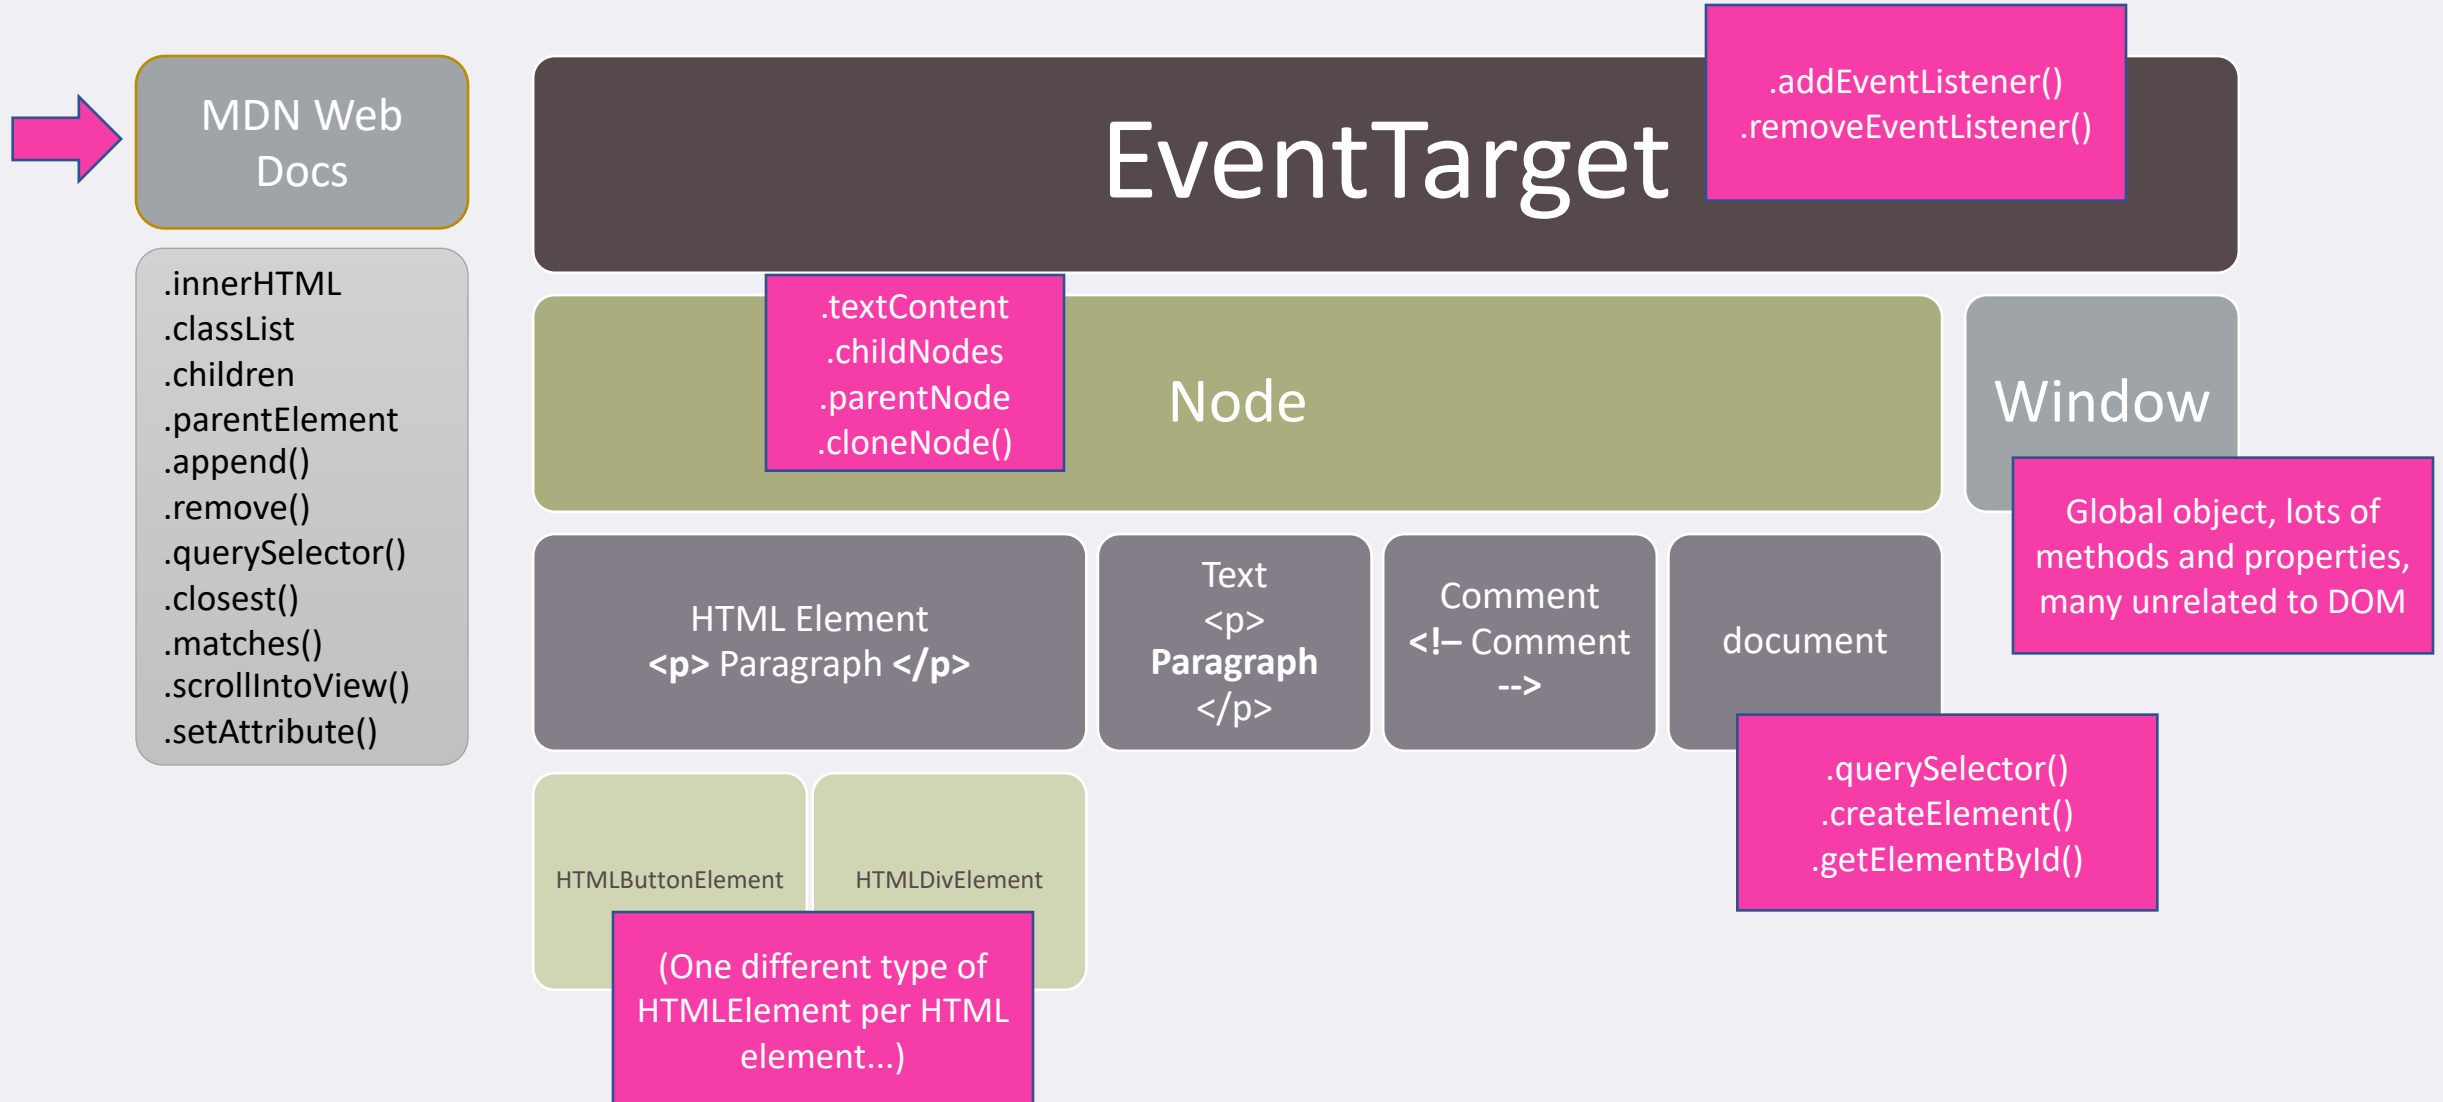 MDN Web
Docs
.innerHTML
.classList
.children
.parentElement
.append()
.remove()
.querySelector()
.closest()
.matches()
.scrollIntoView()
.setAttribute()
EventTarget
.addEventListener()
.removeEventListener()
.textContent
.childNodes
.parentNode
.cloneNode()
Node
Window
Global object, lots of
methods and properties,
many unrelated to DOM
HTML Element
<p> Paragraph </p>
Text
<p>
Paragraph
</p>
Comment
<!– Comment
-->
document
.querySelector()
.createElement()
.getElementById()
HTMLButtonElement
HTMLDivElement
(One different type of
HTMLElement per HTML
element...)